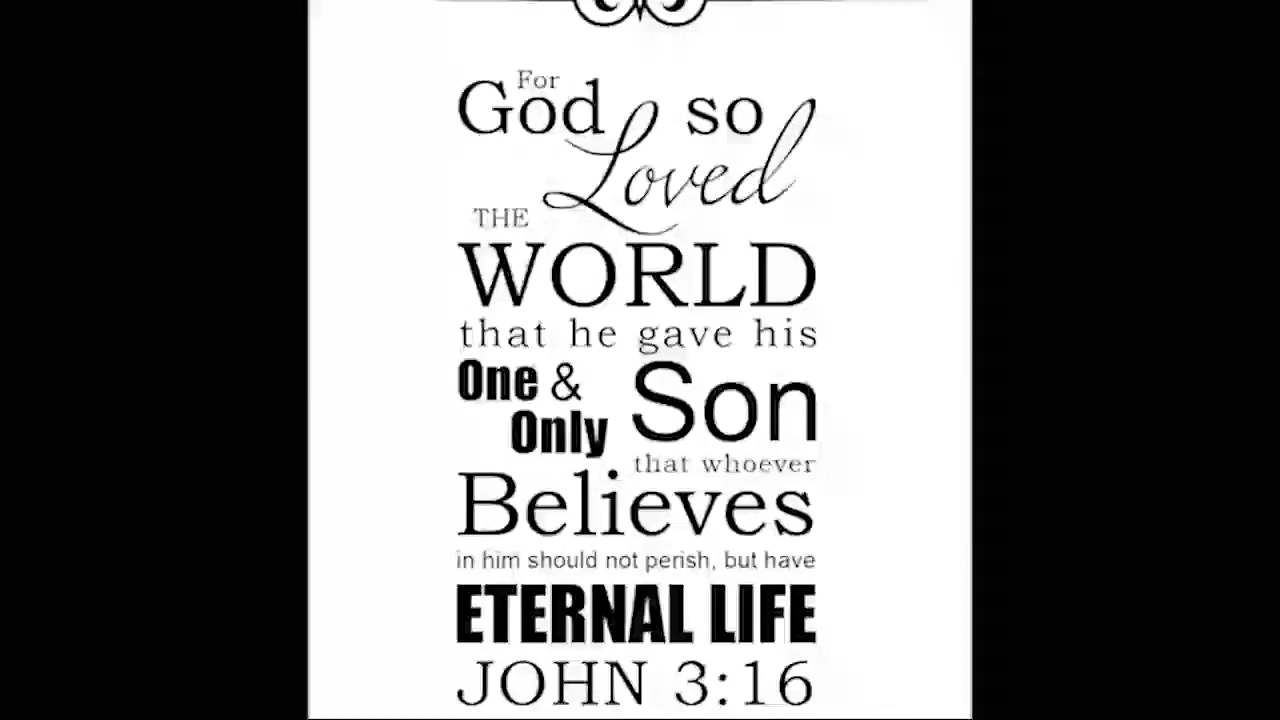 For
God so
Loved
THE
WORLD
that he gave his
One &
Only Son
that whoever
Believes
in him should not perish, but have
ETERNAL LIFE
JOHN 3:16